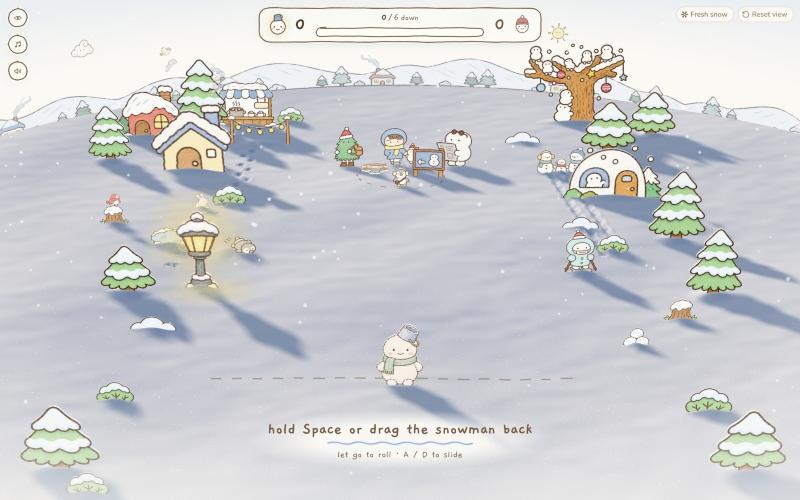 0
0 / 6 down
0
Fresh snow
Reset view
hold Space or drag the snowman back
let go to roll · A / D to slide